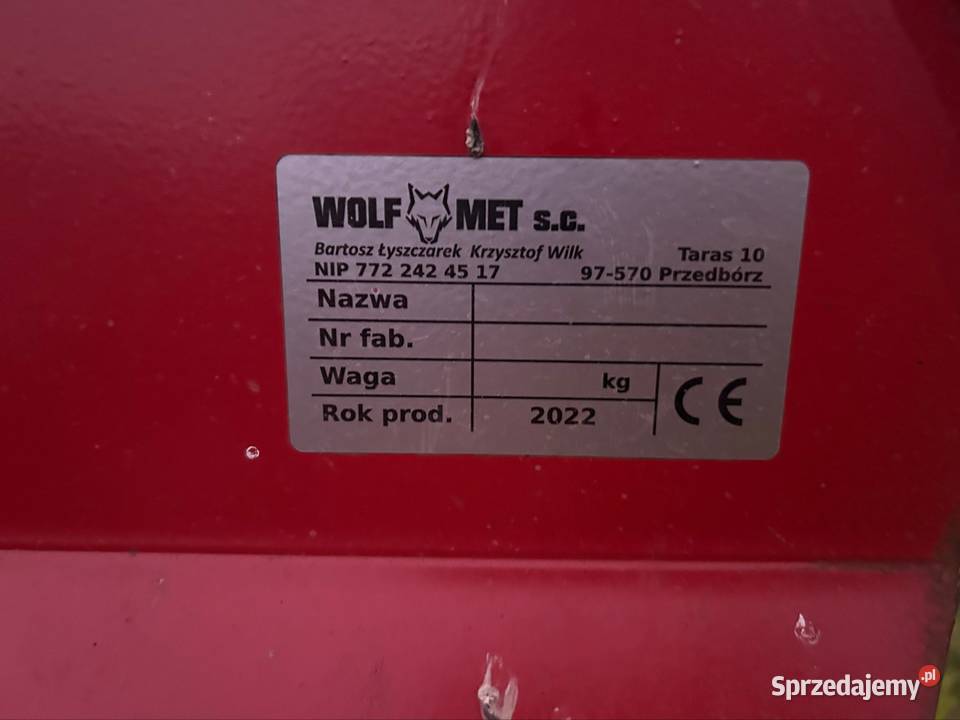 WOLF MET s.c.
Bartosz Łyszczarek Krzysztof Wilk
Taras 10
NIP 772 242 45 17
97-570 Przedbórz
Nazwa
Nr fab.
Waga kg
Rok prod. 2022
CE
Sprzedajemy.pl